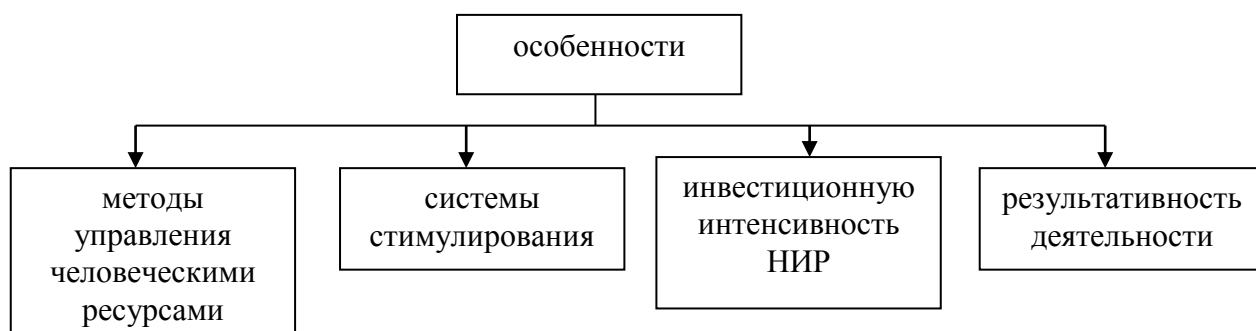 особенности
методы
управления
человеческими
ресурсами
системы
стимулирования
инвестиционную
интенсивность
НИР
результативность
деятельности